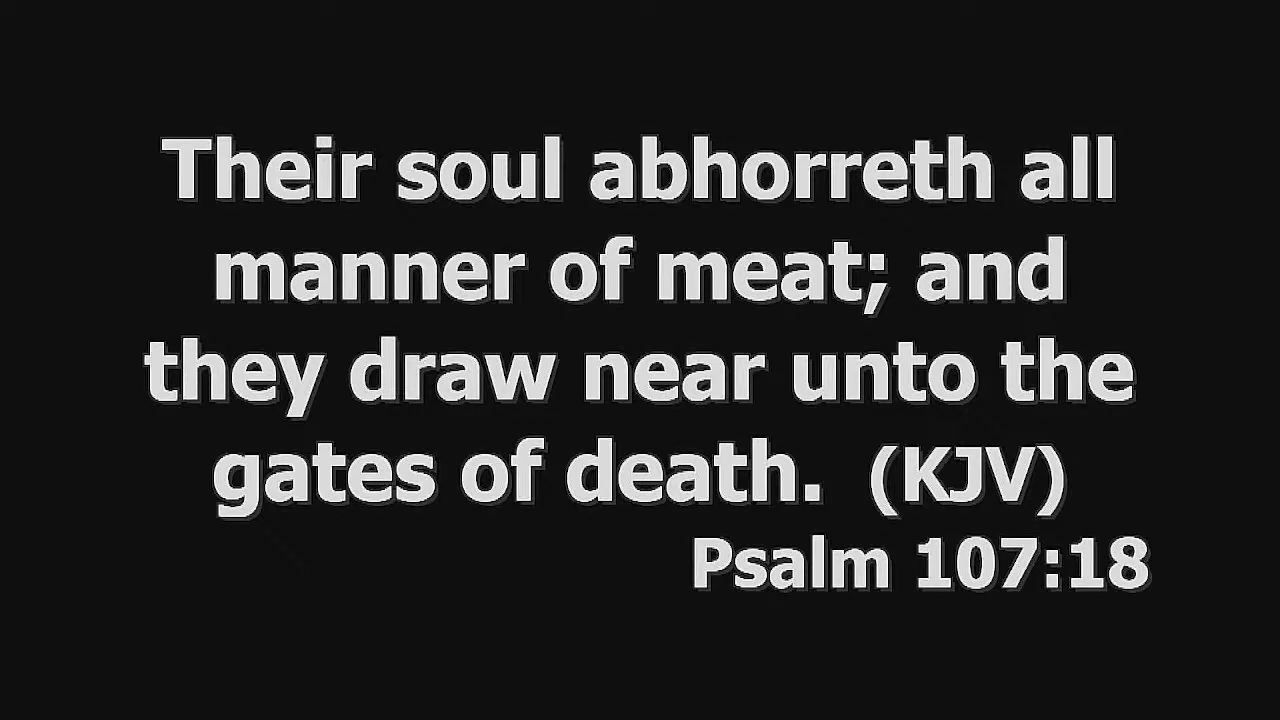 Their soul abhorreth all
manner of meat; and
they draw near unto the
gates of death.  (KJV)
Psalm 107:18